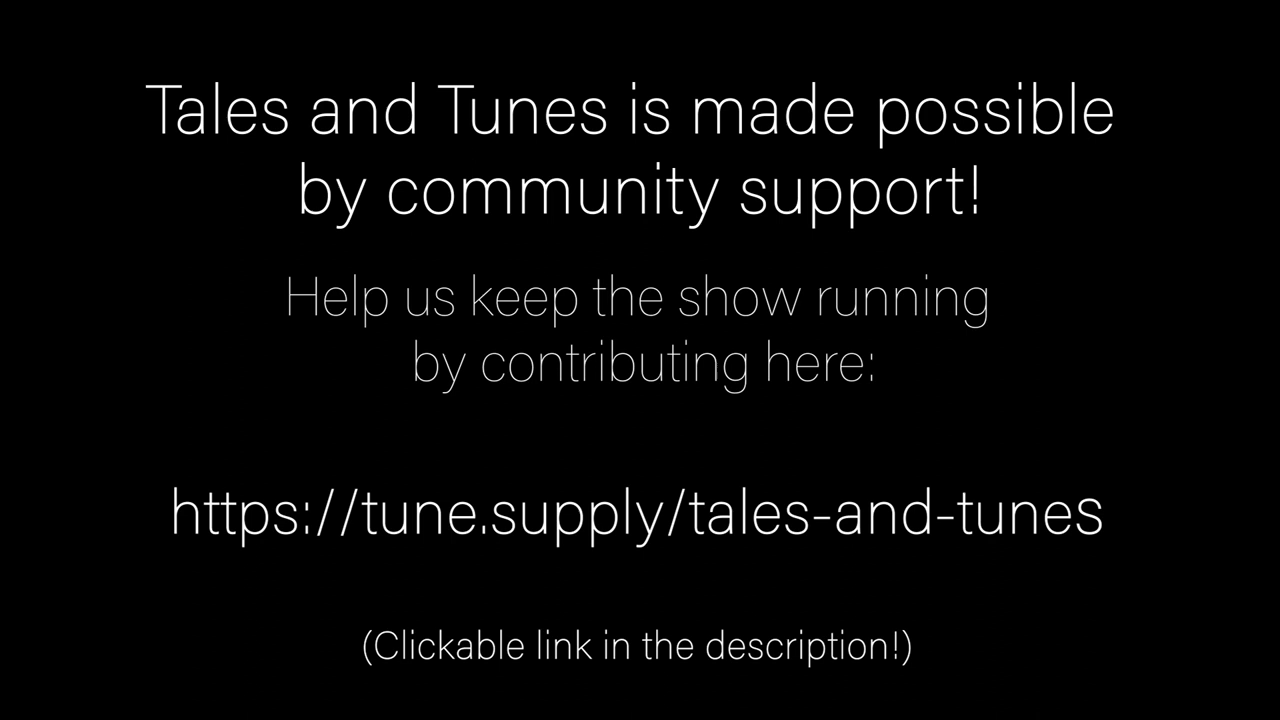 Tales and Tunes is made possible
by community support!
Help us keep the show running
by contributing here:
https://tune.supply/tales-and-tunes
(Clickable link in the description!)